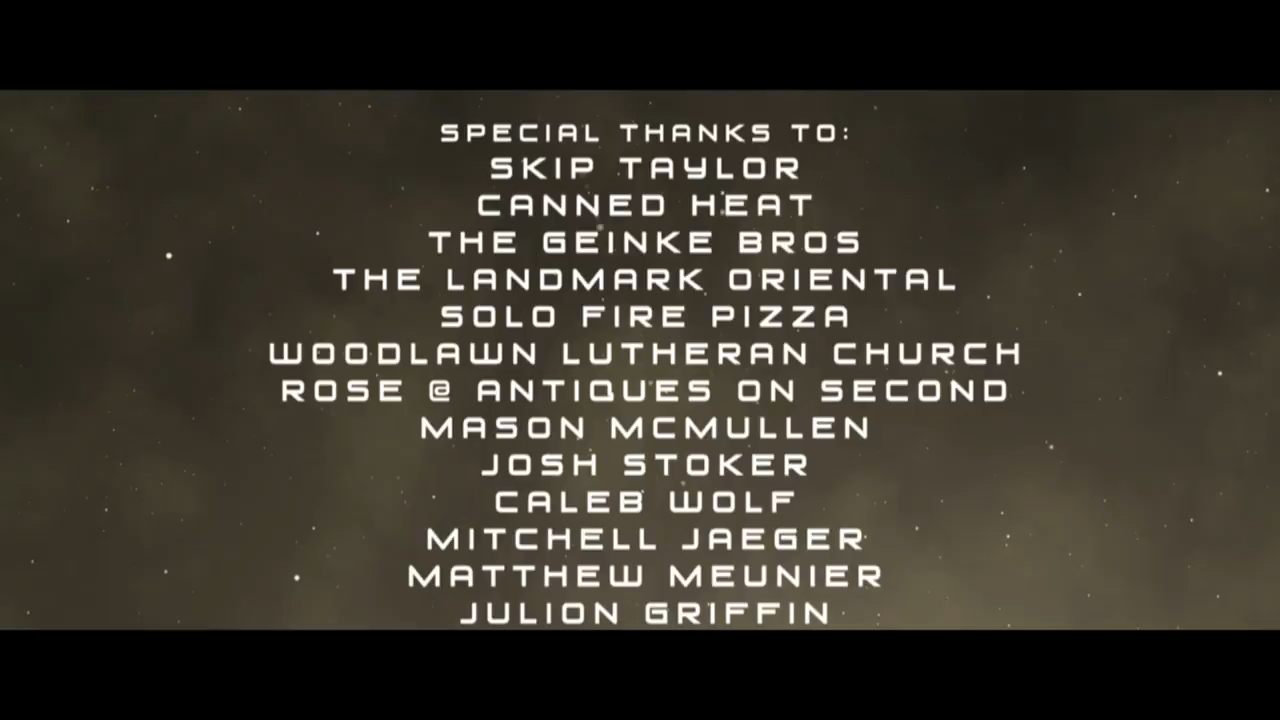 SPECIAL THANKS TO:
SKIP TAYLOR
CANNED HEAT
THE GEINKE BROS
THE LANDMARK ORIENTAL
SOLO FIRE PIZZA
WOODLAWN LUTHERAN CHURCH
ROSE @ ANTIQUES ON SECOND
MASON MCMULLEN
JOSH STOKER
CALEB WOLF
MITCHELL JAEGER
MATTHEW MEUNIER
JULION GRIFFIN